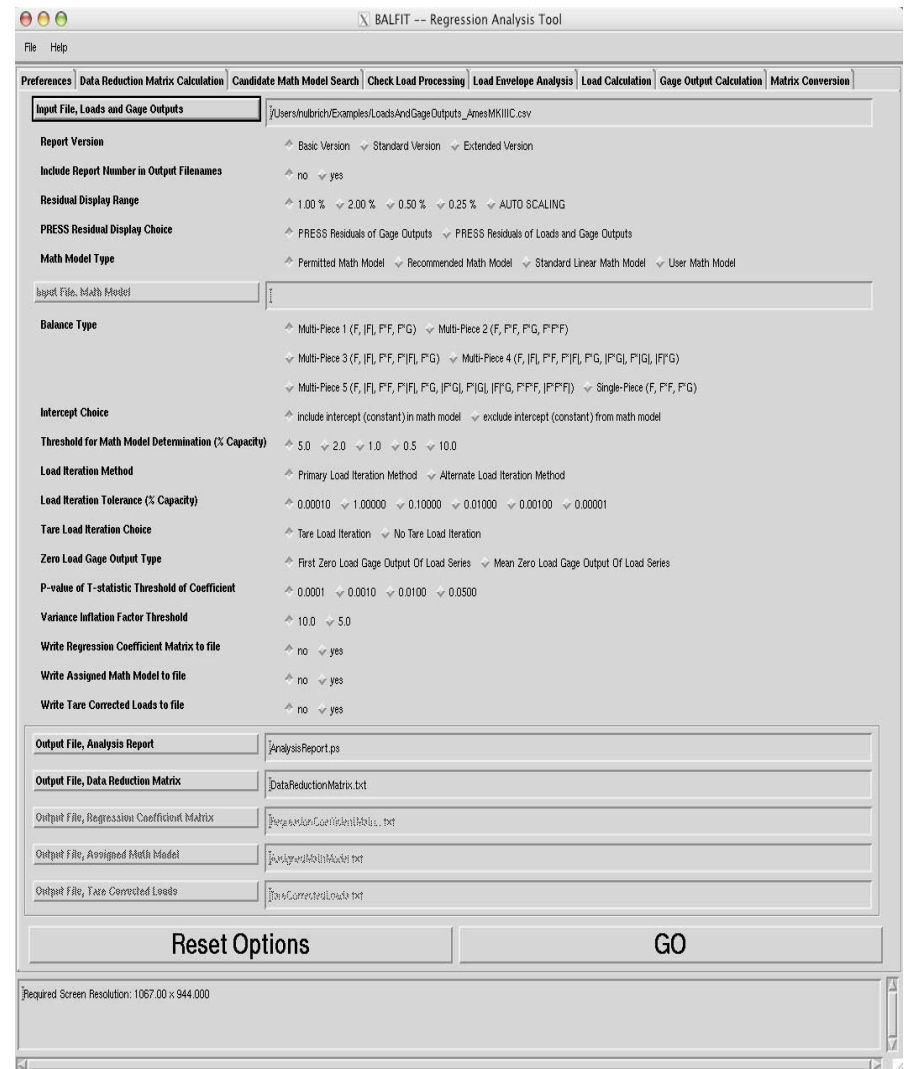 X BALFIT -- Regression Analysis Tool
File Help
Preferences Data Reduction Matrix Calculation Candidate Math Model Search Check Load Processing Load Envelope Analysis Load Calculation Gage Output Calculation Matrix Conversion
Input File, Loads and Gage Outputs /Users/nulbrich/Examples/LoadsAndGageOutputs_AmesMKIIIC.csv
Report Version Basic Version Standard Version Extended Version
Include Report Number in Output Filenames no yes
Residual Display Range 1.00 % 2.00 % 0.50 % 0.25 % AUTO SCALING
PRESS Residual Display Choice PRESS Residuals of Gage Outputs PRESS Residuals of Loads and Gage Outputs
Math Model Type Permitted Math Model Recommended Math Model Standard Linear Math Model User Math Model
Input File, Math Model
Balance Type Multi-Piece 1 (F, |F|, F*F, F*G) Multi-Piece 2 (F, F*F, F*G, F*F*F)
Multi-Piece 3 (F, |F|, F*F, F*|F|, F*G) Multi-Piece 4 (F, |F|, F*F, F*|F|, F*G, |F*G|, F*|G|, |F|*G)
Multi-Piece 5 (F, |F|, F*F, F*|F|, F*G, |F*G|, F*|G|, |F|*G, F*F*F, |F*F*F|) Single-Piece (F, F*F, F*G)
Intercept Choice include intercept (constant) in math model exclude intercept (constant) from math model
Threshold for Math Model Determination (% Capacity) 5.0 2.0 1.0 0.5 10.0
Load Iteration Method Primary Load Iteration Method Alternate Load Iteration Method
Load Iteration Tolerance (% Capacity) 0.00010 1.00000 0.10000 0.01000 0.00100 0.00001
Tare Load Iteration Choice Tare Load Iteration No Tare Load Iteration
Zero Load Gage Output Type First Zero Load Gage Output Of Load Series Mean Zero Load Gage Output Of Load Series
P-value of T-statistic Threshold of Coefficient 0.0001 0.0010 0.0100 0.0500
Variance Inflation Factor Threshold 10.0 5.0
Write Regression Coefficient Matrix to file no yes
Write Assigned Math Model to file no yes
Write Tare Corrected Loads to file no yes
Output File, Analysis Report AnalysisReport.ps
Output File, Data Reduction Matrix DataReductionMatrix.txt
Output File, Regression Coefficient Matrix RegressionCoefficientMatrix.txt
Output File, Assigned Math Model AssignedMathModel.txt
Output File, Tare Corrected Loads TareCorrectedLoads.txt
Reset Options GO
Required Screen Resolution: 1067.00 x 944.000